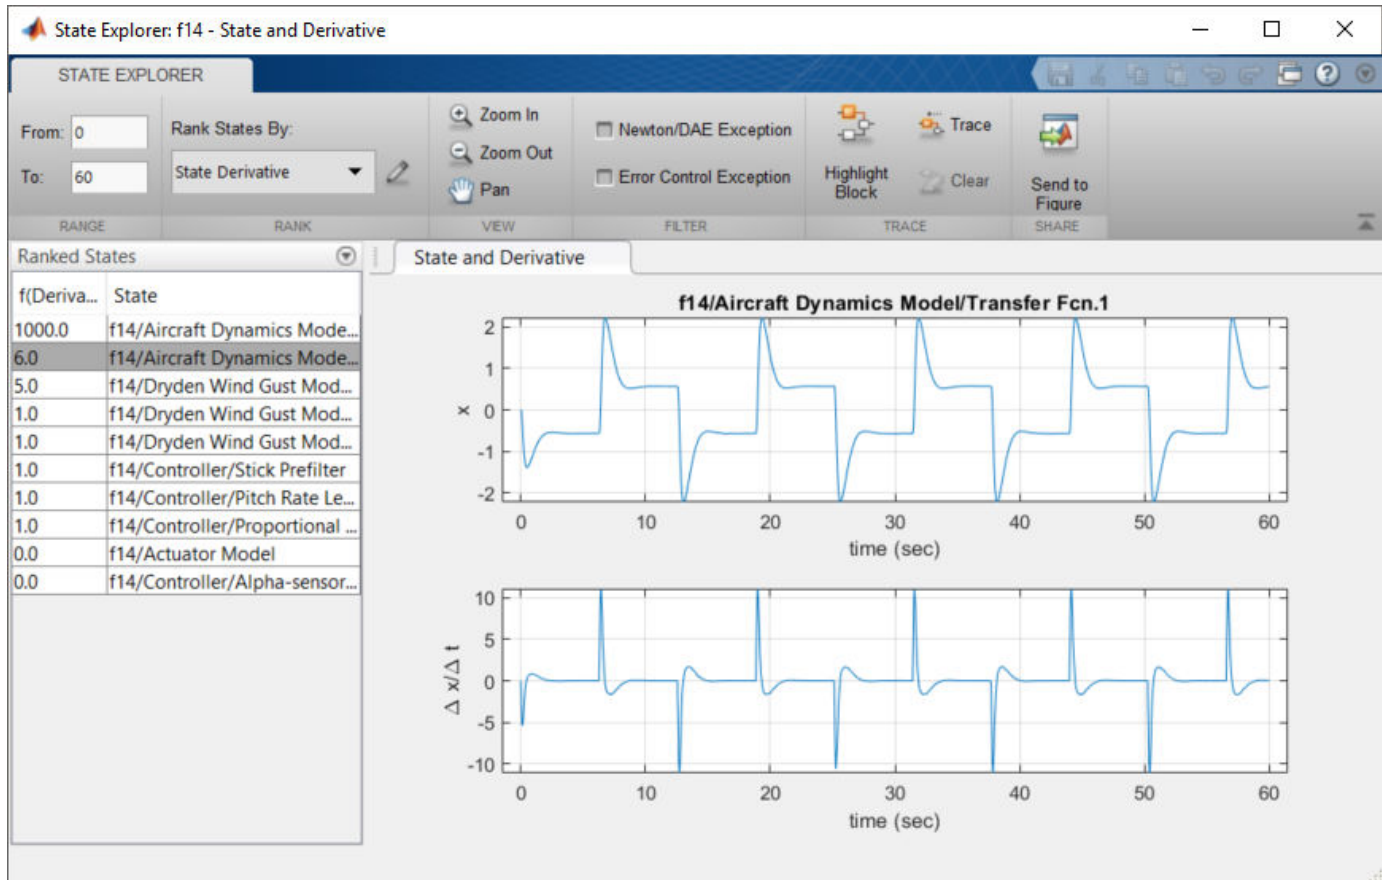 State Explorer: f14 - State and Derivative
STATE EXPLORER
From: 0
To: 60
RANGE
Rank States By:
State Derivative
RANK
Zoom In
Zoom Out
Pan
VIEW
Newton/DAE Exception
Error Control Exception
FILTER
Highlight
Block
Trace
Clear
TRACE
Send to
Figure
SHARE
Ranked States
f(Deriva... State
1000.0 f14/Aircraft Dynamics Mode...
6.0 f14/Aircraft Dynamics Mode...
5.0 f14/Dryden Wind Gust Mod...
1.0 f14/Dryden Wind Gust Mod...
1.0 f14/Dryden Wind Gust Mod...
1.0 f14/Controller/Stick Prefilter
1.0 f14/Controller/Pitch Rate Le...
1.0 f14/Controller/Proportional ...
0.0 f14/Actuator Model
0.0 f14/Controller/Alpha-sensor...
State and Derivative
f14/Aircraft Dynamics Model/Transfer Fcn.1
2
1
0
-1
-2
x
0 10 20 30 40 50 60
time (sec)
10
5
0
-5
-10
Δ x/Δ t
0 10 20 30 40 50 60
time (sec)